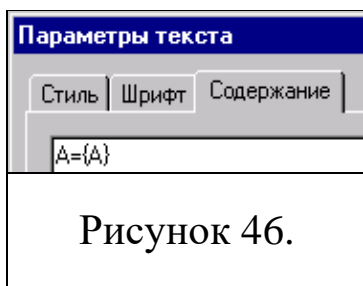 Параметры текста
Стиль Шрифт Содержание
A={A}
Рисунок 46.